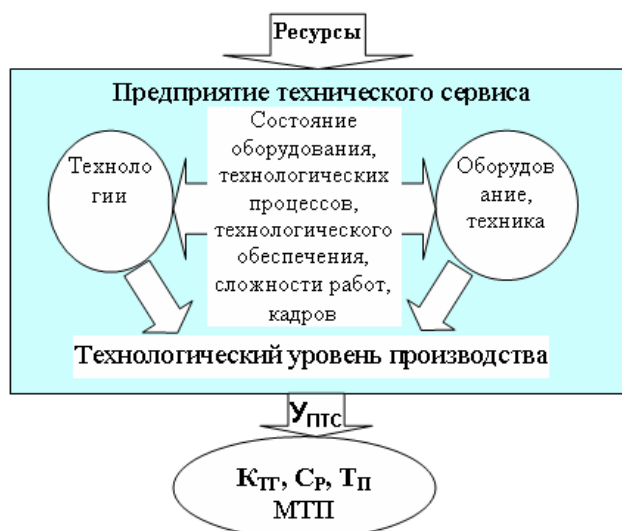 Ресурсы
Предприятие технического сервиса
Техноло
гии
Состояние
оборудования,
технологических
процессов,
технологического
обеспечения,
сложности работ,
кадров
Оборудов
ание,
техника
Технологический уровень производства
УПТС
КТГ, СР, ТП
МТП